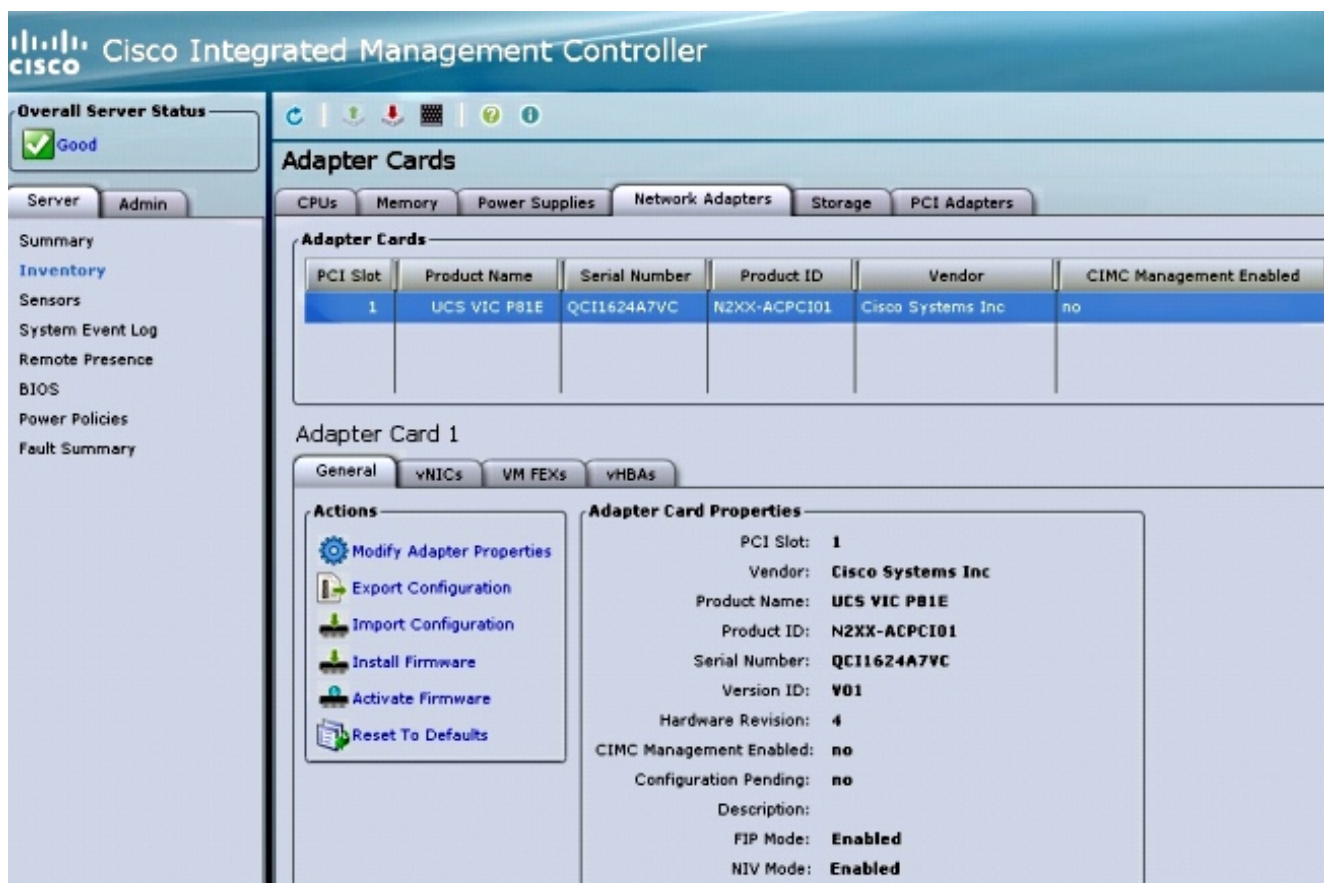 CISCO Cisco Integrated Management Controller
Overall Server Status
Good
Server Admin
Summary
Inventory
Sensors
System Event Log
Remote Presence
BIOS
Power Policies
Fault Summary
Adapter Cards
CPUs Memory Power Supplies Network Adapters Storage PCI Adapters
Adapter Cards
PCI Slot Product Name Serial Number Product ID Vendor CIMC Management Enabled
1 UCS VIC P81E QCI1624A7VC N2XX-ACPCI01 Cisco Systems Inc no
Adapter Card 1
General vNICs VM FEXs vHBAs
Actions
Modify Adapter Properties
Export Configuration
Import Configuration
Install Firmware
Activate Firmware
Reset To Defaults
Adapter Card Properties
PCI Slot: 1
Vendor: Cisco Systems Inc
Product Name: UCS VIC P81E
Product ID: N2XX-ACPCI01
Serial Number: QCI1624A7VC
Version ID: V01
Hardware Revision: 4
CIMC Management Enabled: no
Configuration Pending: no
Description:
FIP Mode: Enabled
NIV Mode: Enabled